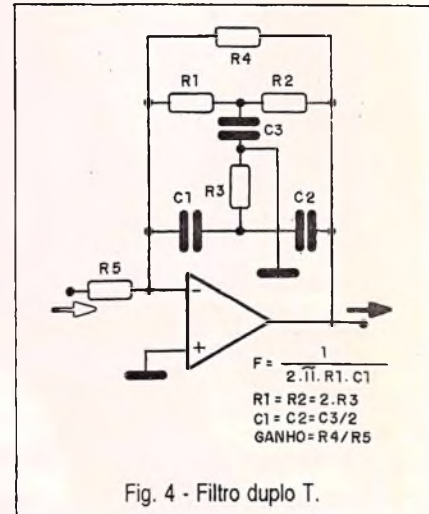 R4
R1
R2
C3
R3
C1
C2
R5
-
+
F= 1
2.π.R1.C1
R1=R2=2.R3
C1=C2=C3/2
GANHO=R4/R5
Fig. 4 - Filtro duplo T.